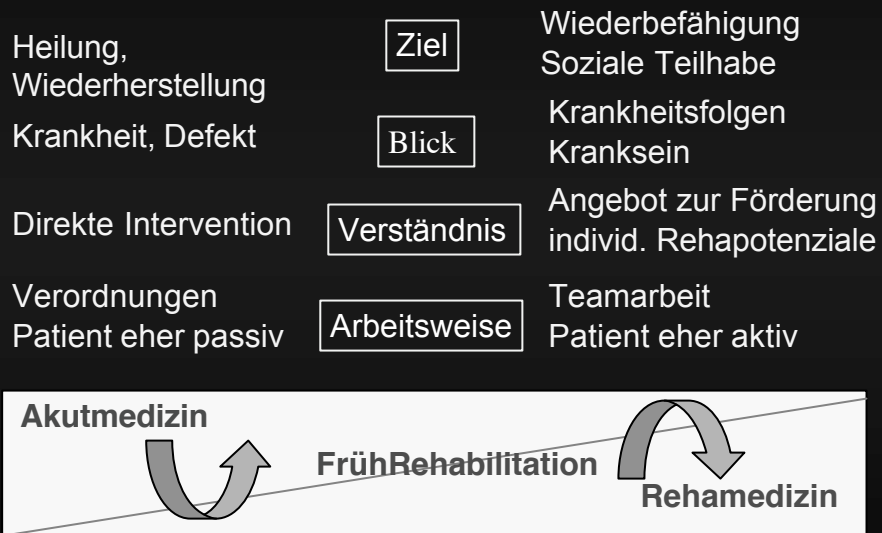 Heilung,
Wiederherstellung
Ziel
Wiederbefähigung
Soziale Teilhabe
Krankheit, Defekt
Blick
Krankheitsfolgen
Kranksein
Direkte Intervention
Verständnis
Angebot zur Förderung
individ. Rehapotenziale
Verordnungen
Patient eher passiv
Arbeitsweise
Teamarbeit
Patient eher aktiv
Akutmedizin
FrühRehabilitation
Rehamedizin